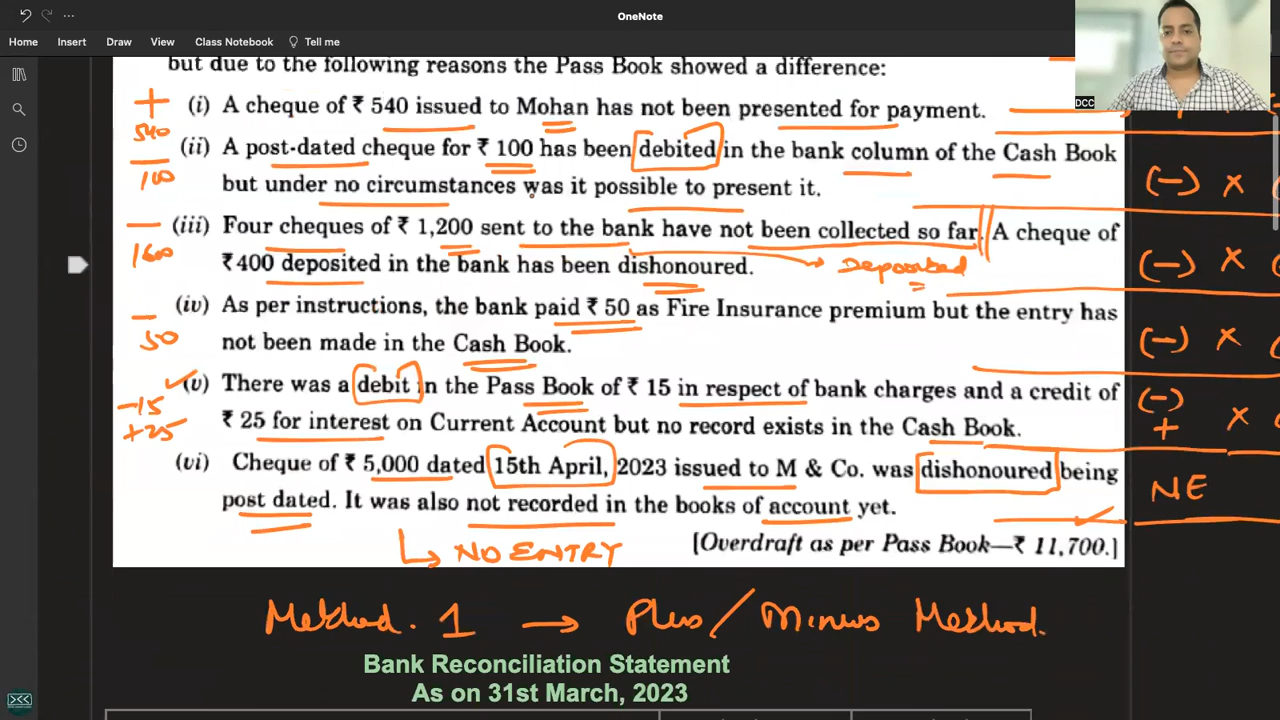 OneNote
Home Insert Draw View Class Notebook Tell me
DCC
but due to the following reasons the Pass Book showed a difference:
+ (i) A cheque of ₹ 540 issued to Mohan has not been presented for payment.
540
— (ii) A post-dated cheque for ₹ 100 has been debited in the bank column of the Cash Book
100
but under no circumstances was it possible to present it. (-) ×
— (iii) Four cheques of ₹ 1,200 sent to the bank have not been collected so far. A cheque of
1600
₹400 deposited in the bank has been dishonoured. → Deposited (-) ×
— (iv) As per instructions, the bank paid ₹ 50 as Fire Insurance premium but the entry has
50
not been made in the Cash Book. (-) ×
(v) There was a debit in the Pass Book of ₹ 15 in respect of bank charges and a credit of (-)
-15
₹ 25 for interest on Current Account but no record exists in the Cash Book. + ×
+25
(vi) Cheque of ₹ 5,000 dated 15th April, 2023 issued to M & Co. was dishonoured being
post dated. It was also not recorded in the books of account yet. NE
→ NO ENTRY
[Overdraft as per Pass Book—₹ 11,700.]
Method. 1 → Plus/Minus Method.
Bank Reconciliation Statement
As on 31st March, 2023